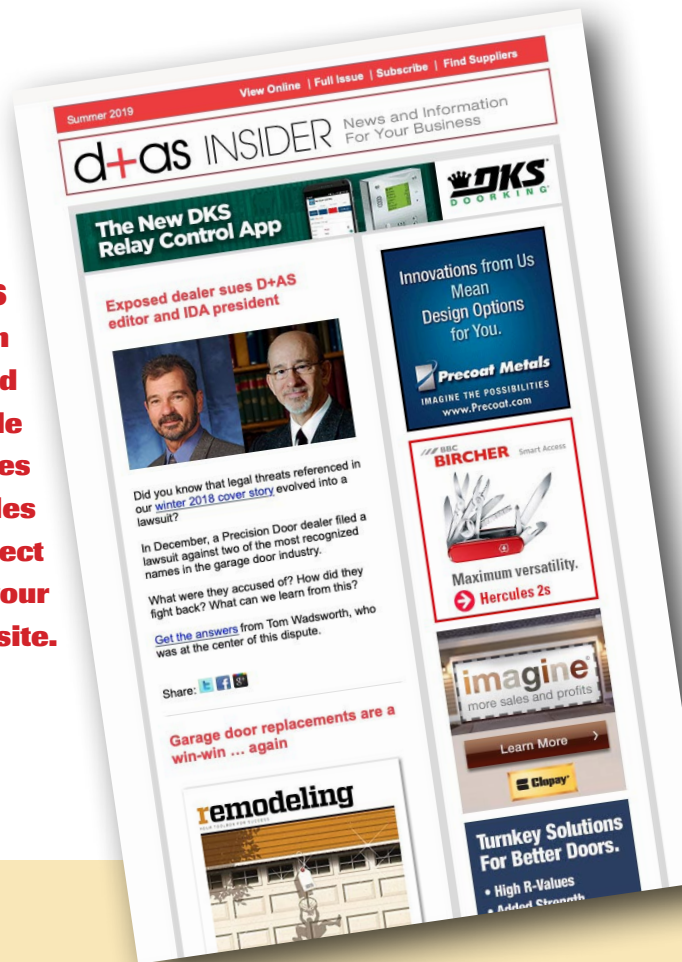 s
n
d
le
es
les
ect
our
site.
Summer 2019
View Online | Full Issue | Subscribe | Find Suppliers
d+as INSIDER
News and Information
For Your Business
The New DKS
Relay Control App
DKS
DOORKING
Exposed dealer sues D+AS
editor and IDA president
Did you know that legal threats referenced in
our winter 2018 cover story evolved into a
lawsuit?
In December, a Precision Door dealer filed a
lawsuit against two of the most recognized
names in the garage door industry.
What were they accused of? How did they
fight back? What can we learn from this?
Get the answers from Tom Wadsworth, who
was at the center of this dispute.
Share:
Garage door replacements are a
win-win … again
remodeling
Innovations from Us
Mean
Design Options
for You.
Precoat Metals
IMAGINE THE POSSIBILITIES
www.Precoat.com
BBC
BIRCHER
Smart Access
Maximum versatility.
Hercules 2s
imagine
more sales and profits
Learn More
Clopay
Turnkey Solutions
For Better Doors.
• High R-Values
• Added Strength